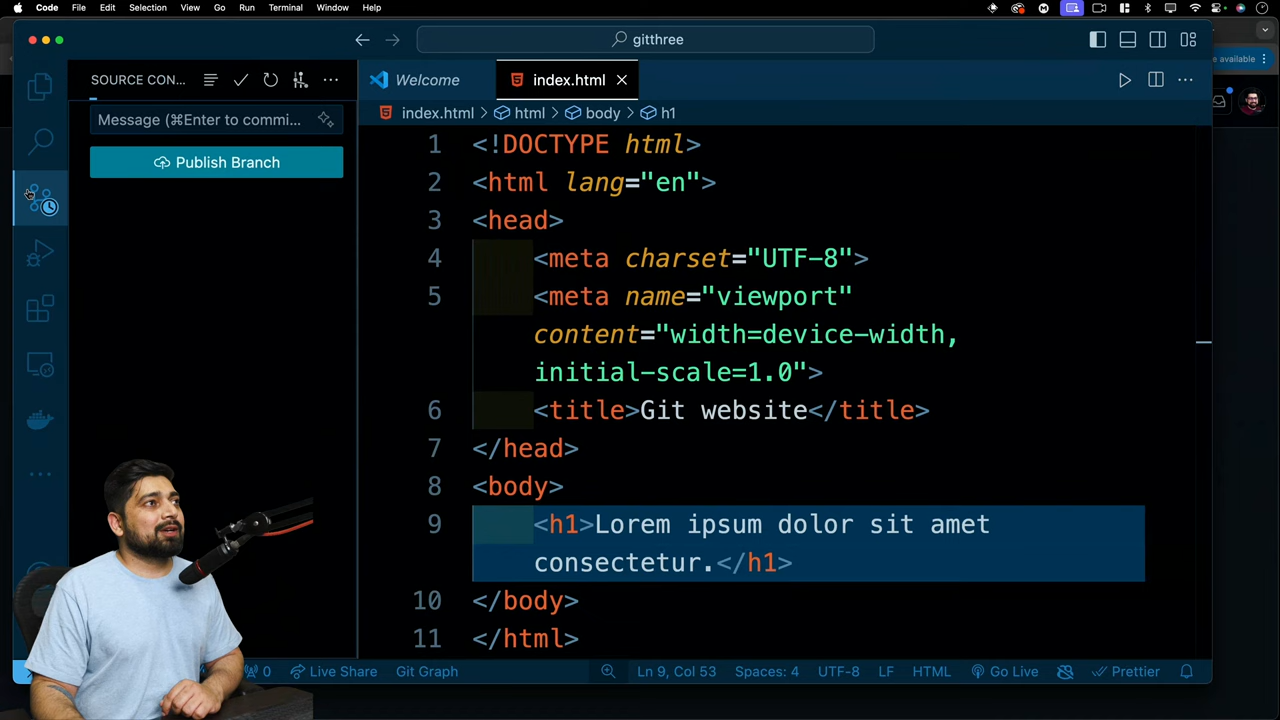 Code File Edit Selection View Go Run Terminal Window Help
gitthree
e available
SOURCE CON...
Welcome
index.html
index.html > html > body > h1
Message (⌘Enter to commi...
Publish Branch
1 <!DOCTYPE html>
2 <html lang="en">
3 <head>
4 <meta charset="UTF-8">
5 <meta name="viewport"
content="width=device-width,
initial-scale=1.0">
6 <title>Git website</title>
7 </head>
8 <body>
9 <h1>Lorem ipsum dolor sit amet
consectetur.</h1>
10 </body>
11 </html>
0 Live Share Git Graph Ln 9, Col 53 Spaces: 4 UTF-8 LF HTML Go Live Prettier